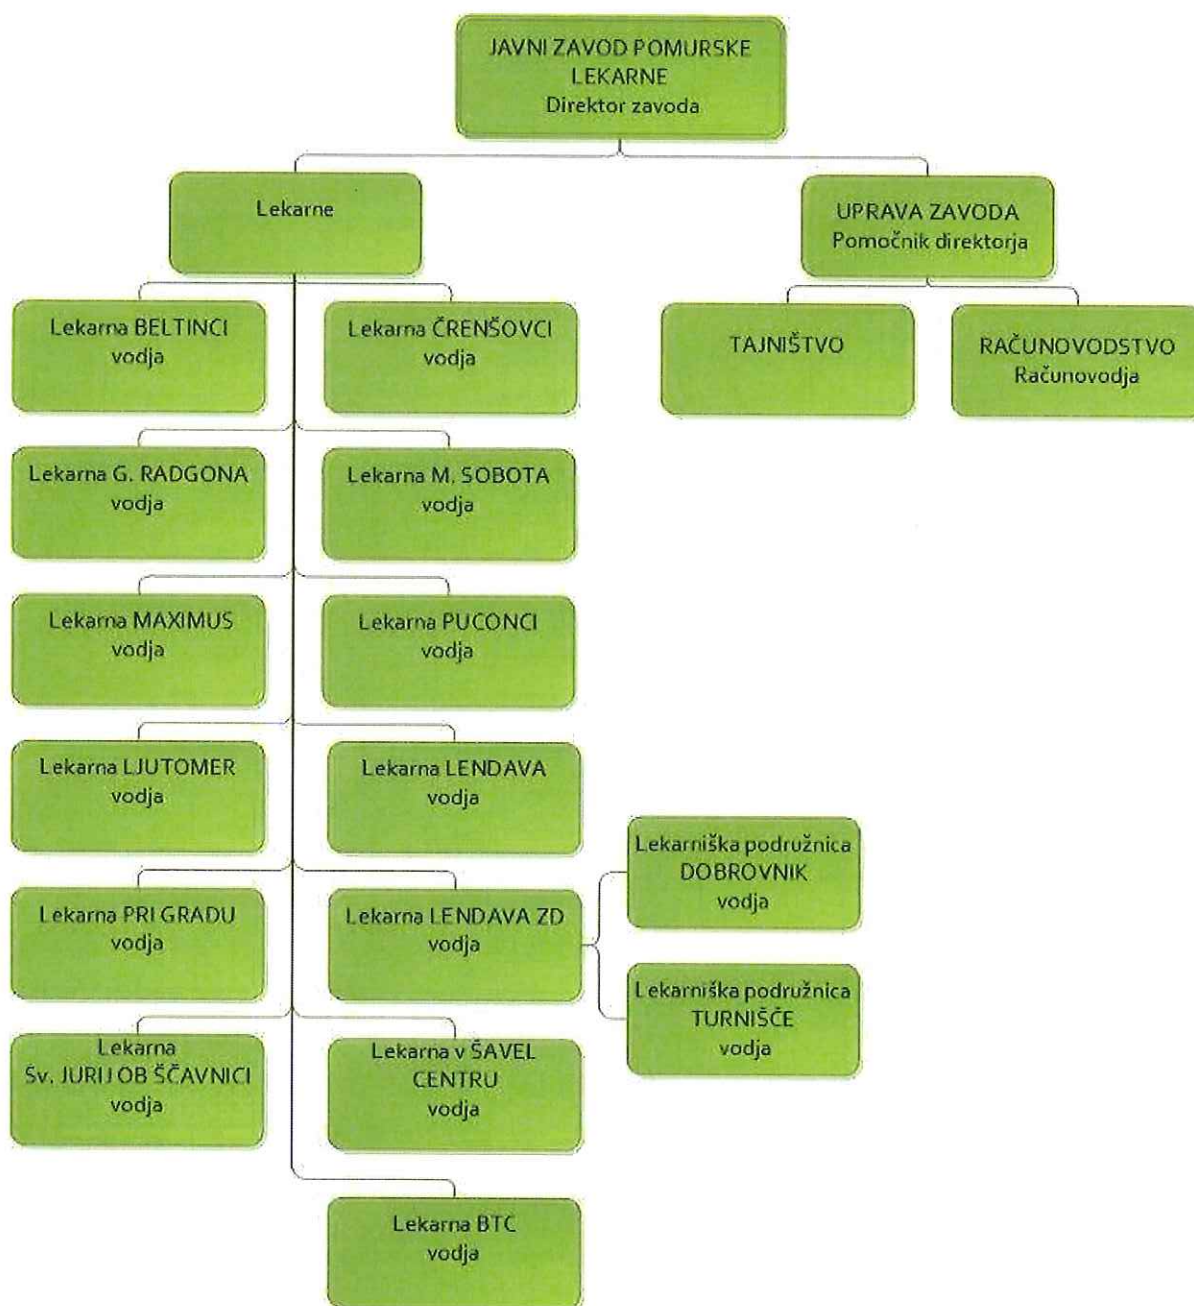 JAVNI ZAVOD POMURSKE
LEKARNE
Direktor zavoda
Lekarne
UPRAVA ZAVODA
Pomočnik direktorja
Lekarna BELTINCI
vodja
Lekarna ČRENŠOVCI
vodja
TAJNIŠTVO
RAČUNOVODSTVO
Računovodja
Lekarna G. RADGONA
vodja
Lekarna M. SOBOTA
vodja
Lekarna MAXIMUS
vodja
Lekarna PUCONCI
vodja
Lekarna LJUTOMER
vodja
Lekarna LENDAVA
vodja
Lekarniška podružnica
DOBROVNIK
vodja
Lekarna PRI GRADU
vodja
Lekarna LENDAVA ZD
vodja
Lekarniška podružnica
TURNIŠČE
vodja
Lekarna
Sv. JURIJ OB ŠČAVNICI
vodja
Lekarna v ŠAVEL
CENTRU
vodja
Lekarna BTC
vodja